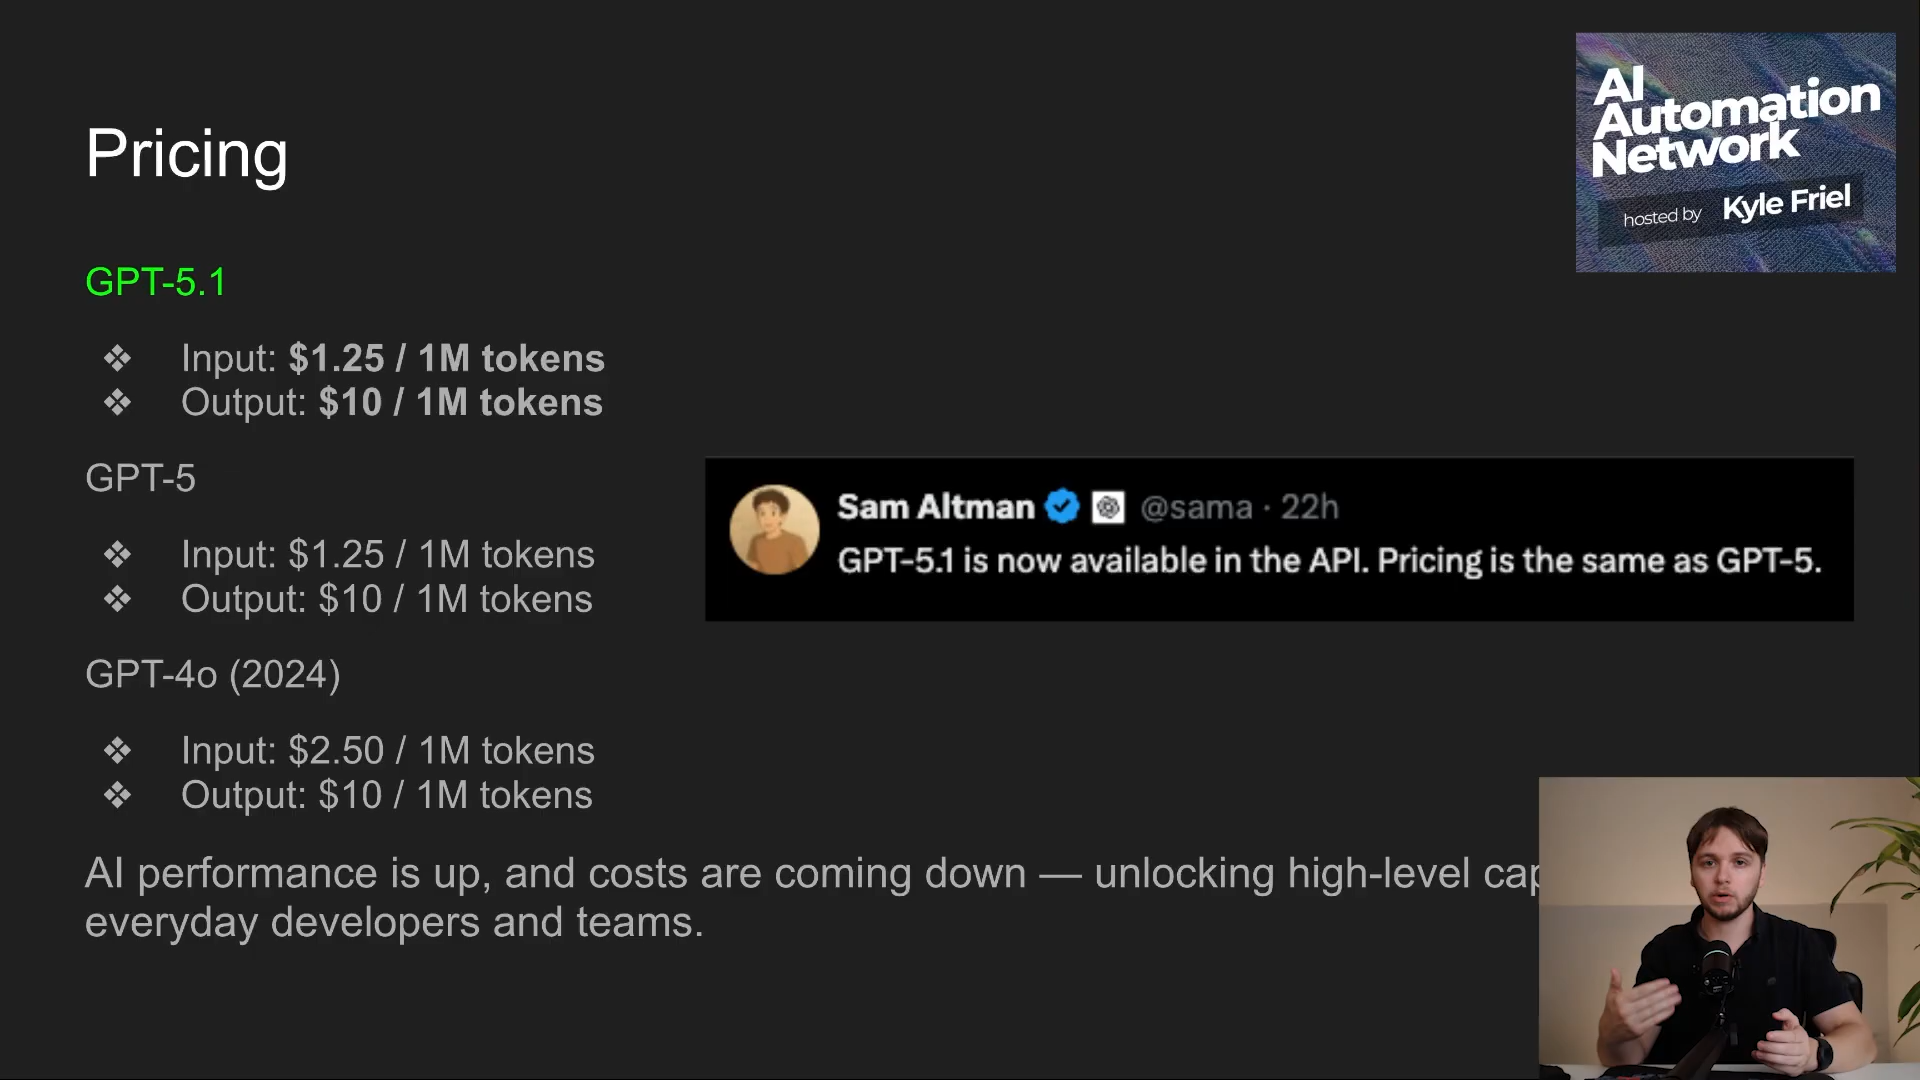 Pricing
GPT-5.1
❖ Input: $1.25 / 1M tokens
❖ Output: $10 / 1M tokens
GPT-5
❖ Input: $1.25 / 1M tokens
❖ Output: $10 / 1M tokens
GPT-4o (2024)
❖ Input: $2.50 / 1M tokens
❖ Output: $10 / 1M tokens
AI performance is up, and costs are coming down — unlocking high-level
everyday developers and teams.
Sam Altman @sama · 22h
GPT-5.1 is now available in the API. Pricing is the same as GPT-5.
AI
Automation
Network
hosted by Kyle Friel